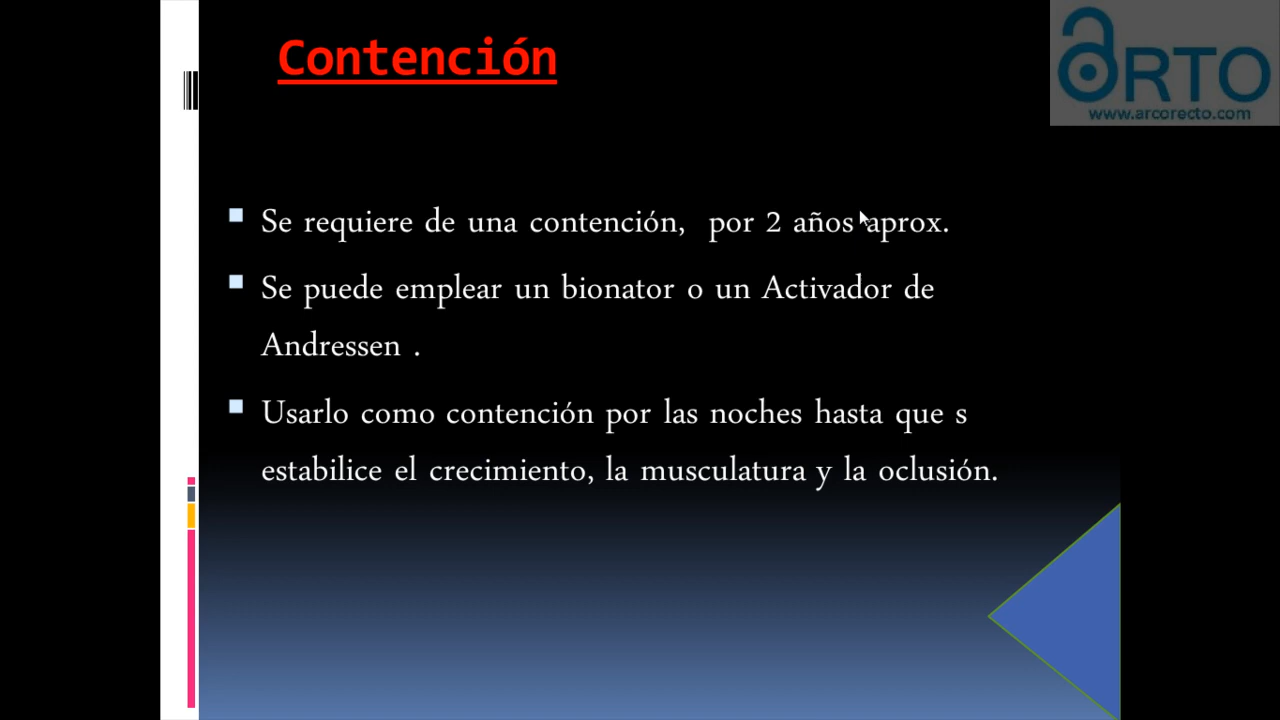 Contención
ARTO
www.arcorecto.com
Se requiere de una contención, por 2 años aprox.
Se puede emplear un bionator o un Activador de
Andressen .
Usarlo como contención por las noches hasta que s
estabilice el crecimiento, la musculatura y la oclusión.